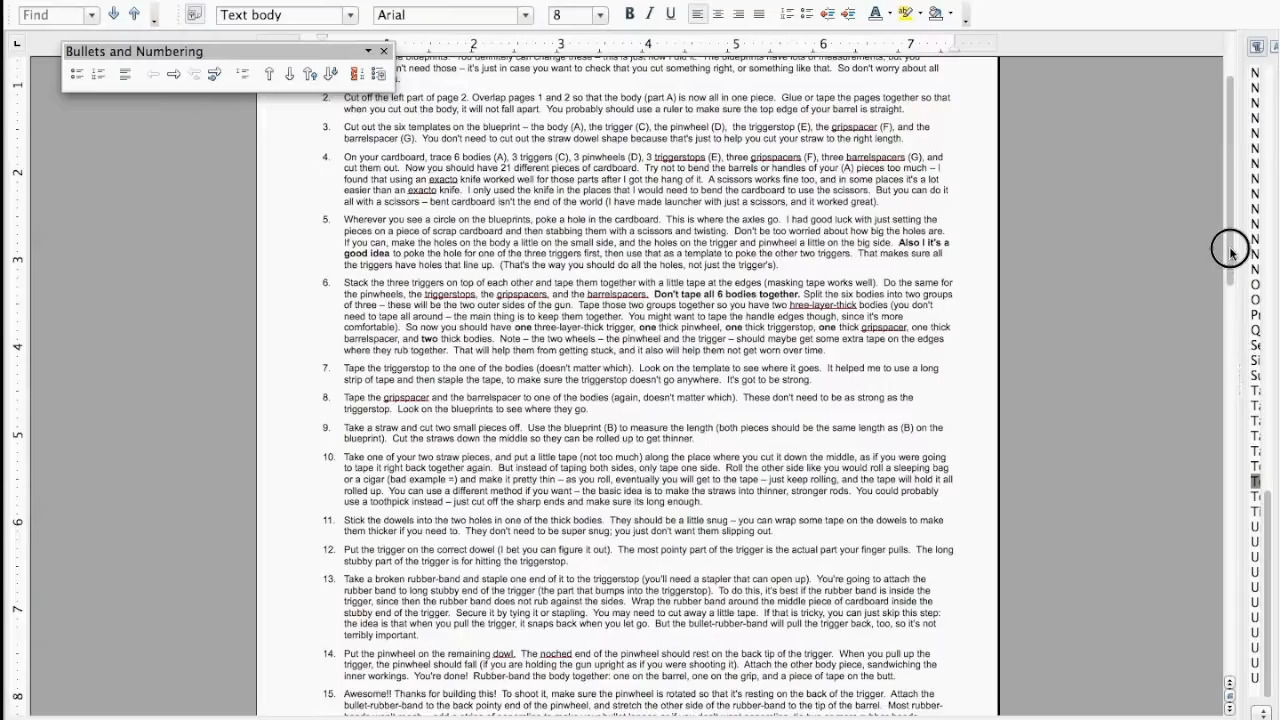 Find
Text body
Arial
8
B I U
Bullets and Numbering
1 2 3 4 5 6 7
don't need those – it's just in case you want to check that you cut something right, or something like that. So don't worry about all
2. Cut off the left part of page 2. Overlap pages 1 and 2 so that the body (part A) is now all in one piece. Glue or tape the pages together so that
when you cut out the body, it will not fall apart. You probably should use a ruler to make sure the top edge of your barrel is straight.
3. Cut out the six templates on the blueprint – the body (A), the trigger (C), the pinwheel (D), the triggerstop (E), the gripspacer (F), and the
barrelspacer (G). You don't need to cut out the straw dowel shape because that's just to help you cut your straw to the right length.
4. On your cardboard, trace 6 bodies (A), 3 triggers (C), 3 pinwheels (D), 3 triggerstops (E), three gripspacers (F), three barrelspacers (G), and
cut them out. Now you should have 21 different pieces of cardboard. Try not to bend the barrels or handles of your (A) pieces too much – I
found that using an exacto knife worked well for those parts after I got the hang of it. A scissors works fine too, and in some places it's a lot
easier than an exacto knife. I only used the knife in the places that I would need to bend the cardboard to use the scissors. But you can do it
all with a scissors – bent cardboard isn't the end of the world (I have made launcher with just a scissors, and it worked great).
5. Wherever you see a circle on the blueprints, poke a hole in the cardboard. This is where the axles go. I had good luck with just setting the
pieces on a piece of scrap cardboard and then stabbing them with a scissors and twisting. Don't be too worried about how big the holes are.
If you can, make the holes on the body a little on the small side, and the holes on the trigger and pinwheel a little on the big side. Also I it's a
good idea to poke the hole for one of the three triggers first, then use that as a template to poke the other two triggers. That makes sure all
the triggers have holes that line up. (That's the way you should do all the holes, not just the trigger's).
6. Stack the three triggers on top of each other and tape them together with a little tape at the edges (masking tape works well). Do the same for
the pinwheels, the triggerstops, the gripspacers, and the barrelspacers. Don't tape all 6 bodies together. Split the six bodies into two groups
of three – these will be the two outer sides of the gun. Tape those two groups together so you have two hree-layer-thick bodies (you don't
need to tape all around – the main thing is to keep them together. You might want to tape the handle edges though, since it's more
comfortable). So now you should have one three-layer-thick trigger, one thick pinwheel, one thick triggerstop, one thick gripspacer, one thick
barrelspacer, and two thick bodies. Note – the two wheels – the pinwheel and the trigger – should maybe get some extra tape on the edges
where they rub together. That will help them from getting stuck, and it also will help them not get worn over time.
7. Tape the triggerstop to the one of the bodies (doesn't matter which). Look on the template to see where it goes. It helped me to use a long
strip of tape and then staple the tape, to make sure the triggerstop doesn't go anywhere. It's got to be strong.
8. Tape the gripspacer and the barrelspacer to one of the bodies (again, doesn't matter which). These don't need to be as strong as the
triggerstop. Look on the blueprints to see where they go.
9. Take a straw and cut two small pieces off. Use the blueprint (B) to measure the length (both pieces should be the same length as (B) on the
blueprint). Cut the straws down the middle so they can be rolled up to get thinner.
10. Take one of your two straw pieces, and put a little tape (not too much) along the place where you cut it down the middle, as if you were going
to tape it right back together again. But instead of taping both sides, only tape one side. Roll the other side like you would roll a sleeping bag
or a cigar (bad example =) and make it pretty thin – as you roll, eventually you will get to the tape – just keep rolling, and the tape will hold it all
rolled up. You can use a different method if you want – the basic idea is to make the straws into thinner, stronger rods. You could probably
use a toothpick instead – just cut off the sharp ends and make sure its long enough.
11. Stick the dowels into the two holes in one of the thick bodies. They should be a little snug – you can wrap some tape on the dowels to make
them thicker if you need to. They don't need to be super snug; you just don't want them slipping out.
12. Put the trigger on the correct dowel (I bet you can figure it out). The most pointy part of the trigger is the actual part your finger pulls. The long
stubby part of the trigger is for hitting the triggerstop.
13. Take a broken rubber-band and staple one end of it to the triggerstop (you'll need a stapler that can open up). You're going to attach the
rubber band to long stubby end of the trigger (the part that bumps into the triggerstop). To do this, it's best if the rubber band is inside the
trigger, since then the rubber band does not rub against the sides. Wrap the rubber band around the middle piece of cardboard inside the
stubby end of the trigger. Secure it by tying it or stapling. You may need to cut away a little tape. If that is tricky, you can just skip this step:
the idea is that when you pull the trigger, it snaps back when you let go. But the bullet-rubber-band will pull the trigger back, too, so it's not
terribly important.
14. Put the pinwheel on the remaining dowl. The noched end of the pinwheel should rest on the back tip of the trigger. When you pull up the
trigger, the pinwheel should fall (if you are holding the gun upright as if you were shooting it). Attach the other body piece, sandwiching the
inner workings. You're done! Rubber-band the body together: one on the barrel, one on the grip, and a piece of tape on the butt.
15. Awesome!! Thanks for building this! To shoot it, make sure the pinwheel is rotated so that it's resting on the back of the trigger. Attach the
bullet-rubber-band to the back pointy end of the pinwheel, and stretch the other side of the rubber-band to the tip of the barrel. Most rubber-